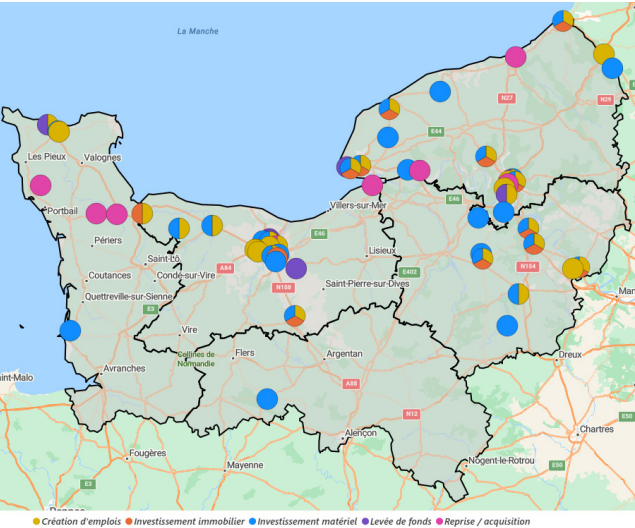 La Manche
N27
N29
E44
Les Pieux
Valognes
Portbail
Villers-sur-Mer
E46
E46
Périers
Saint-Lô
Lisieux
Coutances
Condé-sur-Vire
A84
E402
N154
Quettreville-sur-Sienne
N158
Saint-Pierre-sur-Dives
E3
Man
Vire
Collines de
Normandie
Flers
Argentan
Dreux
aint-Malo
Avranches
A88
N12
E50
Alençon
Chartres
Fougères
Mayenne
Nogent-le-Rotrou
E50
E3
Création d'emplois Investissement immobilier Investissement matériel Levée de fonds Reprise / acquisition